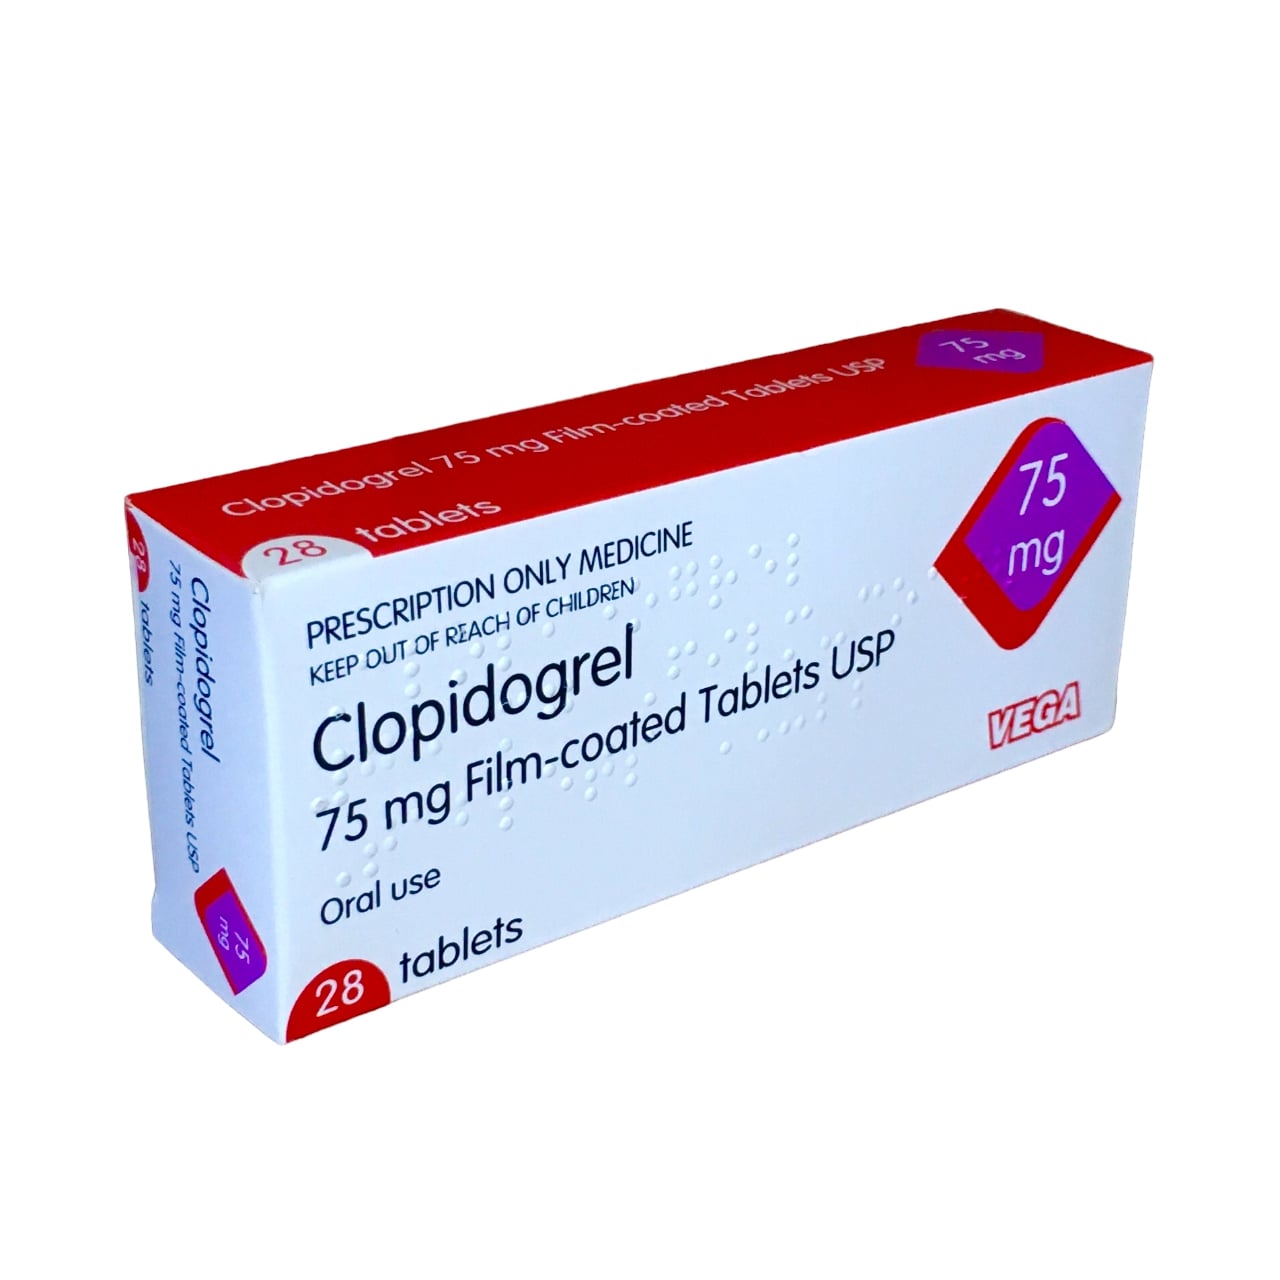 Clopidogrel 75 mg Film-coated Tablets USP
75
mg
28 tablets
PRESCRIPTION ONLY MEDICINE
KEEP OUT OF REACH OF CHILDREN
Clopidogrel
75 mg Film-coated Tablets USP
Oral use
28 tablets
75
mg
VEGA
28 tablets
Clopidogrel
75 mg Film-coated Tablets USP
75
mg